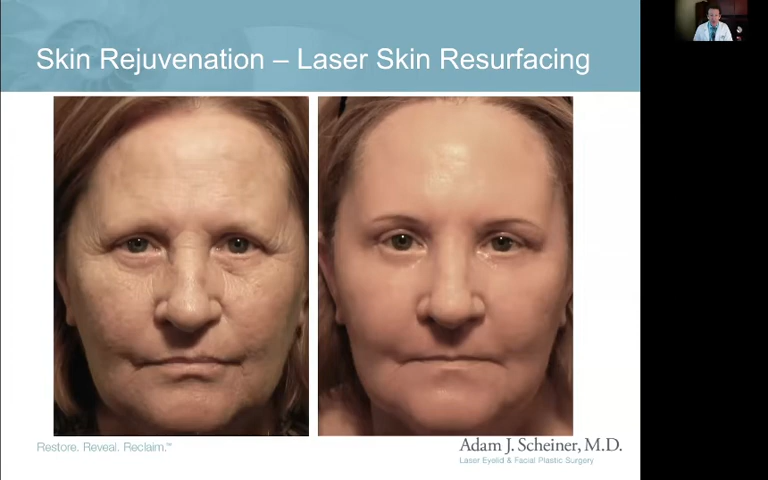 Skin Rejuvenation – Laser Skin Resurfacing
Restore. Reveal. Reclaim.™
Adam J. Scheiner, M.D.
Laser Eyelid & Facial Plastic Surgery